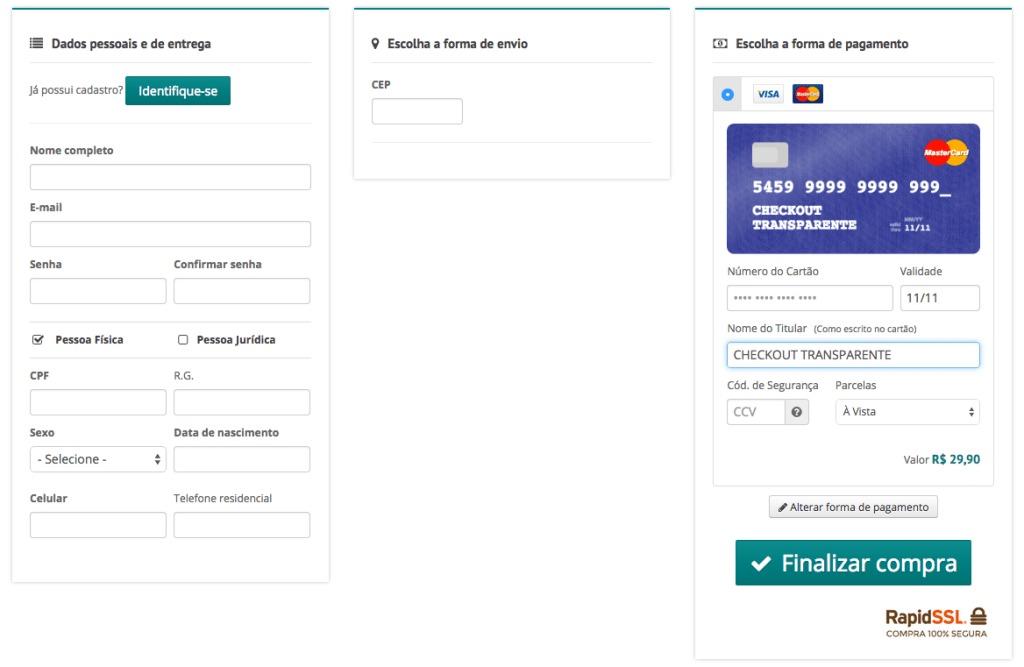 Dados pessoais e de entrega
Já possui cadastro? Identifique-se
Nome completo
E-mail
Senha Confirmar senha
Pessoa Física Pessoa Jurídica
CPF R.G.
Sexo Data de nascimento
- Selecione -
Celular Telefone residencial
Escolha a forma de envio
CEP
Escolha a forma de pagamento
VISA MasterCard
MasterCard
5459 9999 9999 999_
CHECKOUT
TRANSPARENTE
MM/YY
11/11
Número do Cartão Validade
•••• •••• •••• •••• 11/11
Nome do Titular (Como escrito no cartão)
CHECKOUT TRANSPARENTE
Cód. de Segurança Parcelas
CCV ? À Vista
Valor R$ 29,90
Alterar forma de pagamento
Finalizar compra
RapidSSL.
COMPRA 100% SEGURA